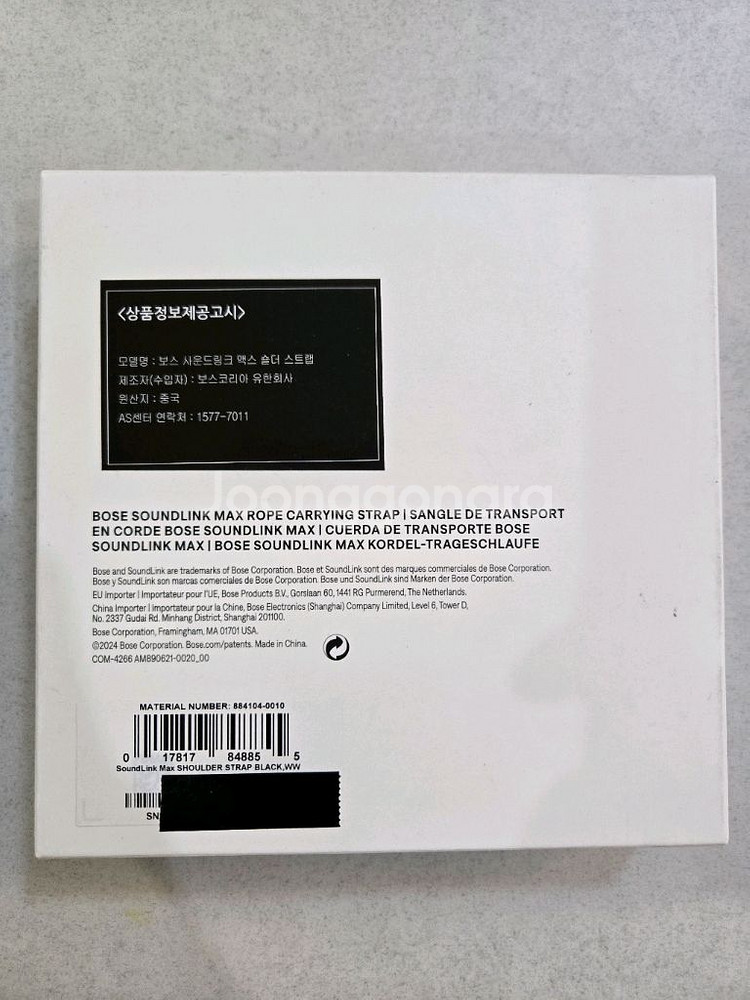 <상품정보제공고시>
모델명 : 보스 사운드링크 맥스 숄더 스트랩
제조자(수입자) : 보스코리아 유한회사
원산지 : 중국
AS센터 연락처 : 1577-7011
Joonggonara
BOSE SOUNDLINK MAX ROPE CARRYING STRAP | SANGLE DE TRANSPORT
EN CORDE BOSE SOUNDLINK MAX | CUERDA DE TRANSPORTE BOSE
SOUNDLINK MAX | BOSE SOUNDLINK MAX KORDEL-TRAGESCHLAUFE
Bose and SoundLink are trademarks of Bose Corporation. Bose et SoundLink sont des marques commerciales de Bose Corporation.
Bose y SoundLink son marcas comerciales de Bose Corporation. Bose und SoundLink sind Marken der Bose Corporation.
EU Importer | Importateur pour l'UE, Bose Products B.V., Gorslaan 60, 1441 RG Purmerend, The Netherlands.
China Importer | Importateur pour la Chine, Bose Electronics (Shanghai) Company Limited, Level 6, Tower D,
No. 2337 Gudai Rd. Minhang District, Shanghai 201100.
Bose Corporation, Framingham, MA 01701 USA.
©2024 Bose Corporation. Bose.com/patents. Made in China.
COM-4266 AM890621-0020_00
MATERIAL NUMBER: 884104-0010
0 17817 84885 5
SoundLink Max SHOULDER STRAP BLACK,WW
SN